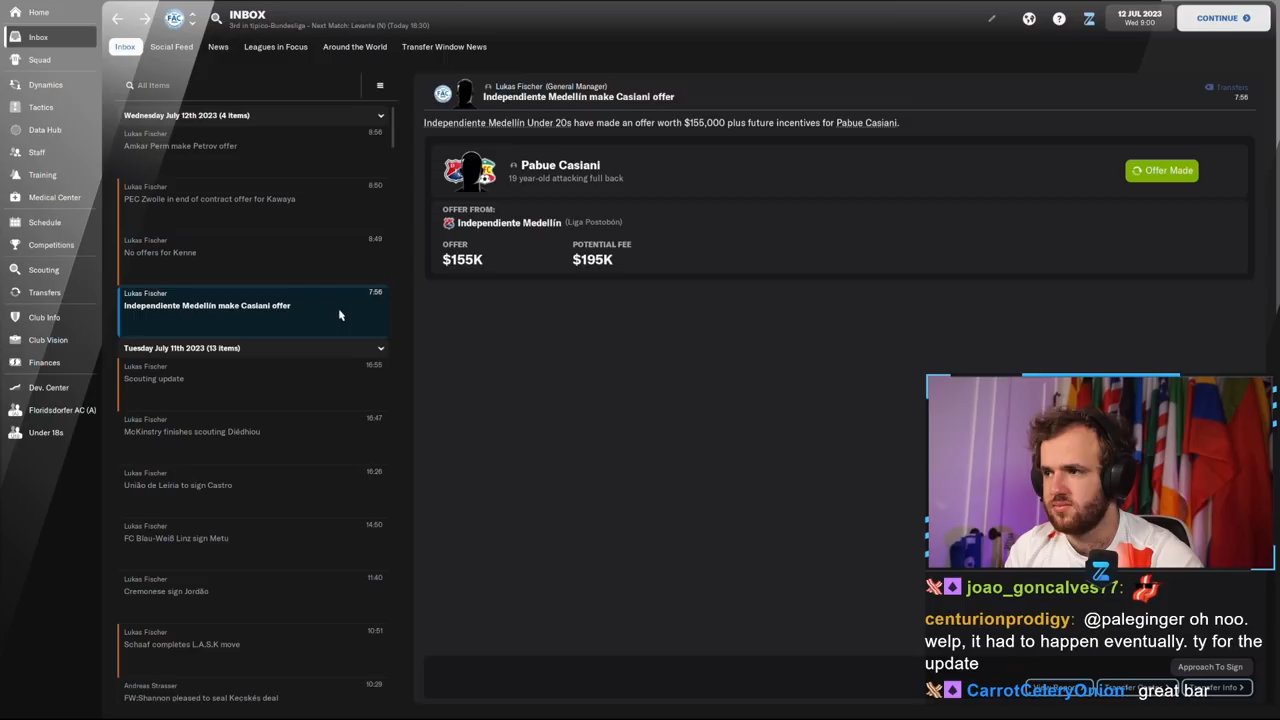 Home
Inbox
Squad
Dynamics
Tactics
Data Hub
Staff
Training
Medical Center
Schedule
Competitions
Scouting
Transfers
Club Info
Club Vision
Finances
Dev. Center
Floridsdorfer AC (A)
Under 18s
FAC
INBOX
3rd in tipico-Bundesliga - Next Match: Levante (N) (Today 18:30)
12 JUL 2023
Wed 9:00
CONTINUE
Inbox
Social Feed
News
Leagues in Focus
Around the World
Transfer Window News
All Items
Wednesday July 12th 2023 (4 items)
Lukas Fischer 8:56
Amkar Perm make Petrov offer
Lukas Fischer 8:50
PEC Zwolle in end of contract offer for Kawaya
Lukas Fischer 8:49
No offers for Kenne
Lukas Fischer 7:56
Independiente Medellín make Casiani offer
Tuesday July 11th 2023 (13 items)
Lukas Fischer 16:55
Scouting update
Lukas Fischer 16:47
McKinstry finishes scouting Diédhiou
Lukas Fischer 16:26
União de Leiria to sign Castro
Lukas Fischer 14:50
FC Blau-Weiß Linz sign Metu
Lukas Fischer 11:40
Cremonese sign Jordão
Lukas Fischer 10:51
Schaaf completes L.A.S.K move
Andreas Strasser 10:29
FW:Shannon pleased to seal Kecskés deal
Lukas Fischer (General Manager)
Independiente Medellín make Casiani offer
Transfers
7:56
Independiente Medellín Under 20s have made an offer worth $155,000 plus future incentives for Pabue Casiani.
Pabue Casiani
19 year-old attacking full back
Offer Made
OFFER FROM:
Independiente Medellín (Liga Postobón)
OFFER
POTENTIAL FEE
$155K
$195K
joao_goncalves77:
centurionprodigy: @paleginger oh noo.
welp, it had to happen eventually. ty for the
update
Approach To Sign
CarrotCeleryOnion: great bar